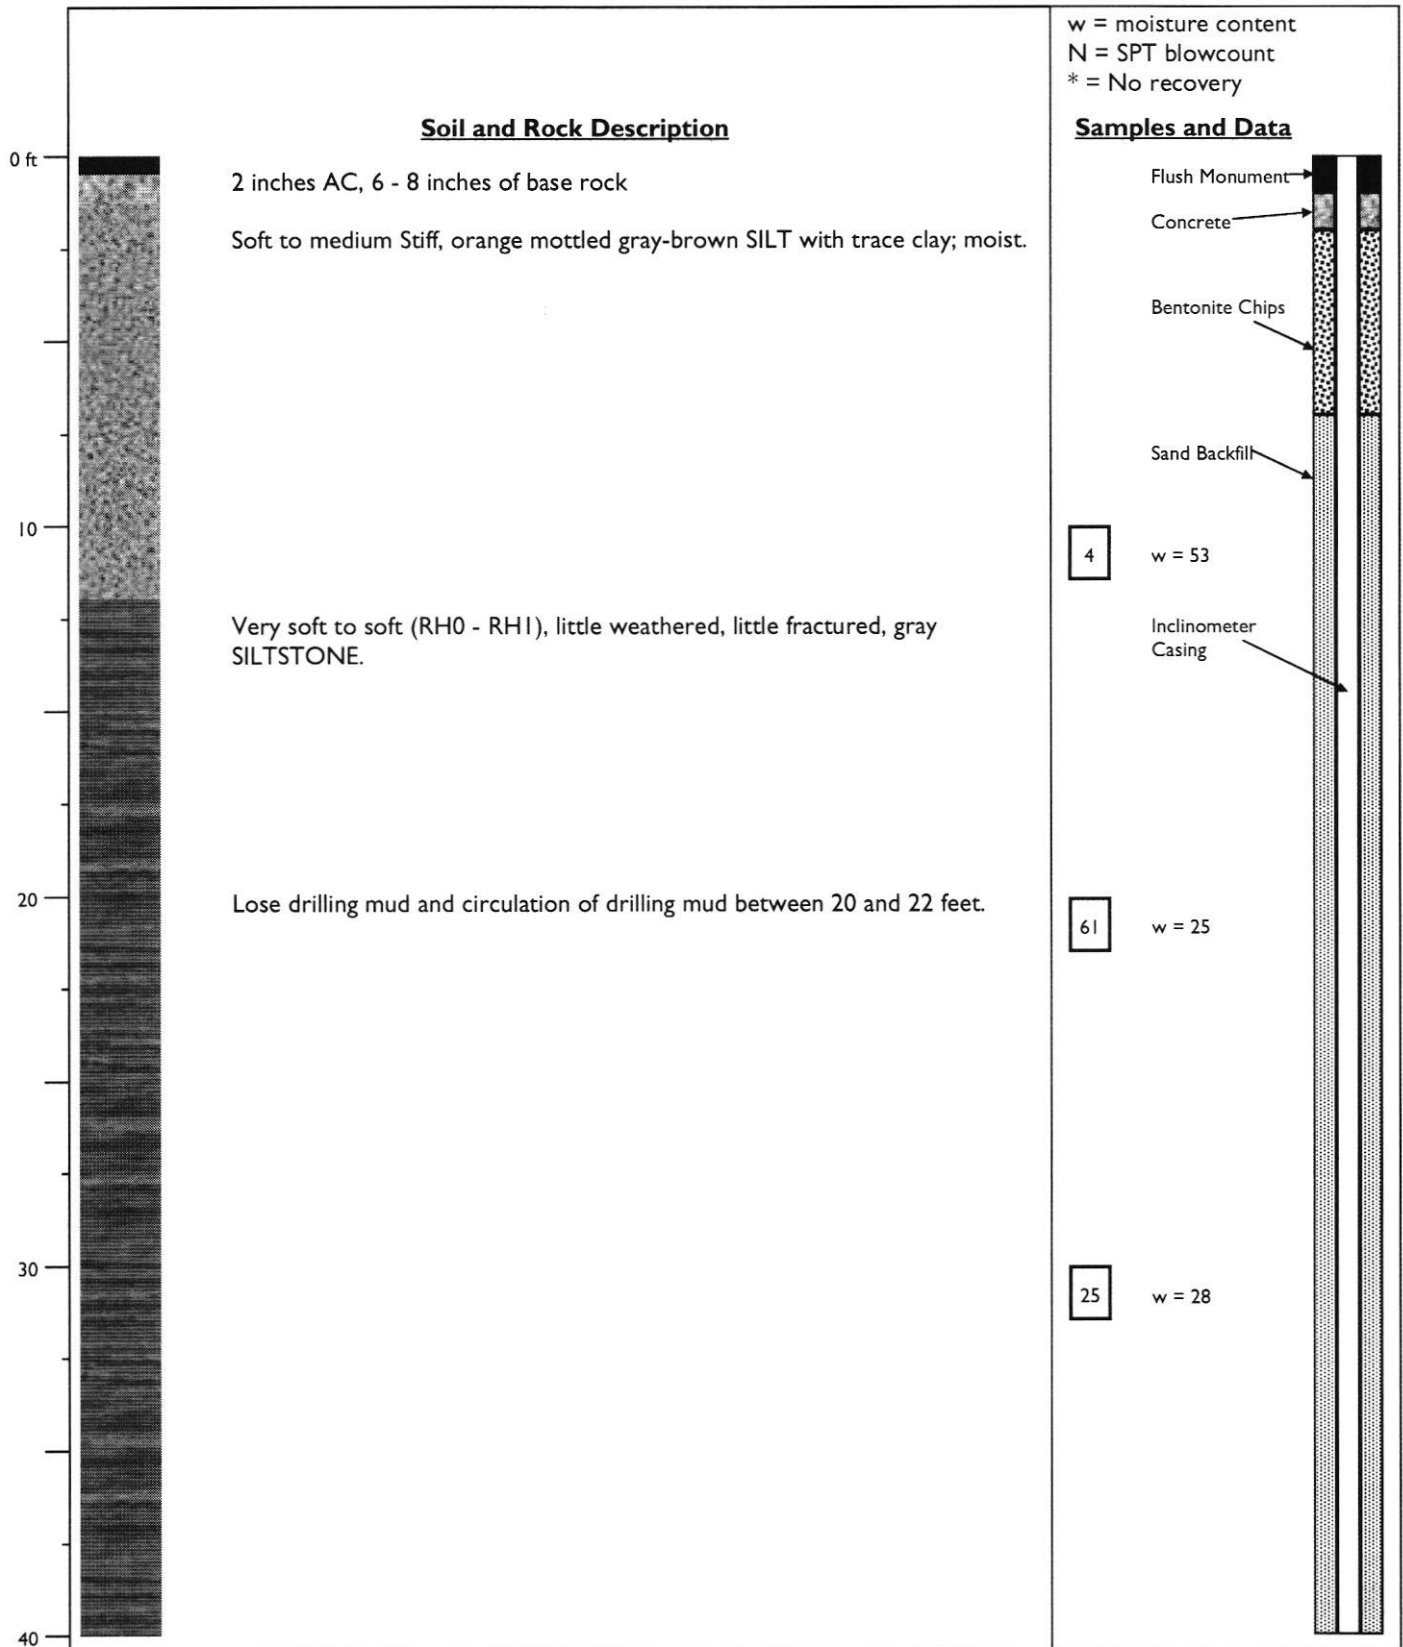 w = moisture content
N = SPT blowcount
* = No recovery
Soil and Rock Description
Samples and Data
0 ft
2 inches AC, 6 - 8 inches of base rock
Flush Monument
Concrete
Soft to medium Stiff, orange mottled gray-brown SILT with trace clay; moist.
Bentonite Chips
Sand Backfill
10
4
w = 53
Very soft to soft (RH0 - RH1), little weathered, little fractured, gray
SILTSTONE.
Inclinometer
Casing
20
Lose drilling mud and circulation of drilling mud between 20 and 22 feet.
61
w = 25
30
25
w = 28
40